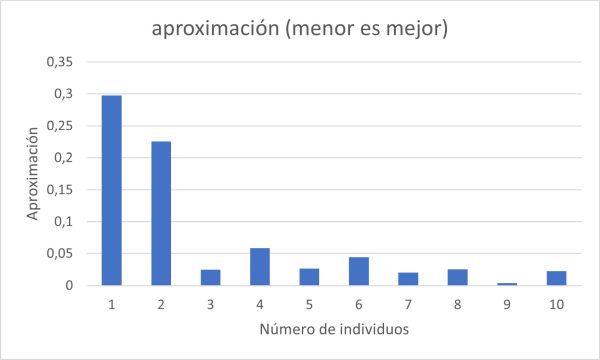 aproximación (menor es mejor)
0,35
0,3
0,25
0,2
0,15
0,1
0,05
0
Aproximación
1 2 3 4 5 6 7 8 9 10
Número de individuos